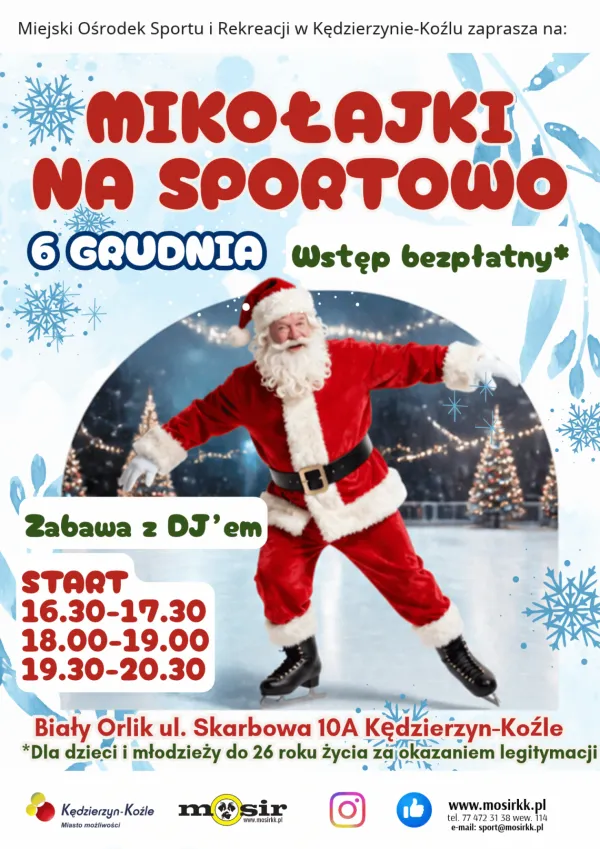 Miejski Ośrodek Sportu i Rekreacji w Kędzierzynie-Koźlu zaprasza na:
MIKOŁAJKI
NA SPORTOWO
6 GRUDNIA
Wstęp bezpłatny*
Zabawa z DJ'em
START
16.30-17.30
18.00-19.00
19.30-20.30
Biały Orlik ul. Skarbowa 10A Kędzierzyn-Koźle
*Dla dzieci i młodzieży do 26 roku życia za okazaniem legitymacji
Kędzierzyn-Koźle
Miasto możliwości
mosir
www.mosirkk.pl
www.mosirkk.pl
tel. 77 472 31 38 wew. 114
e-mail: sport@mosirkk.pl